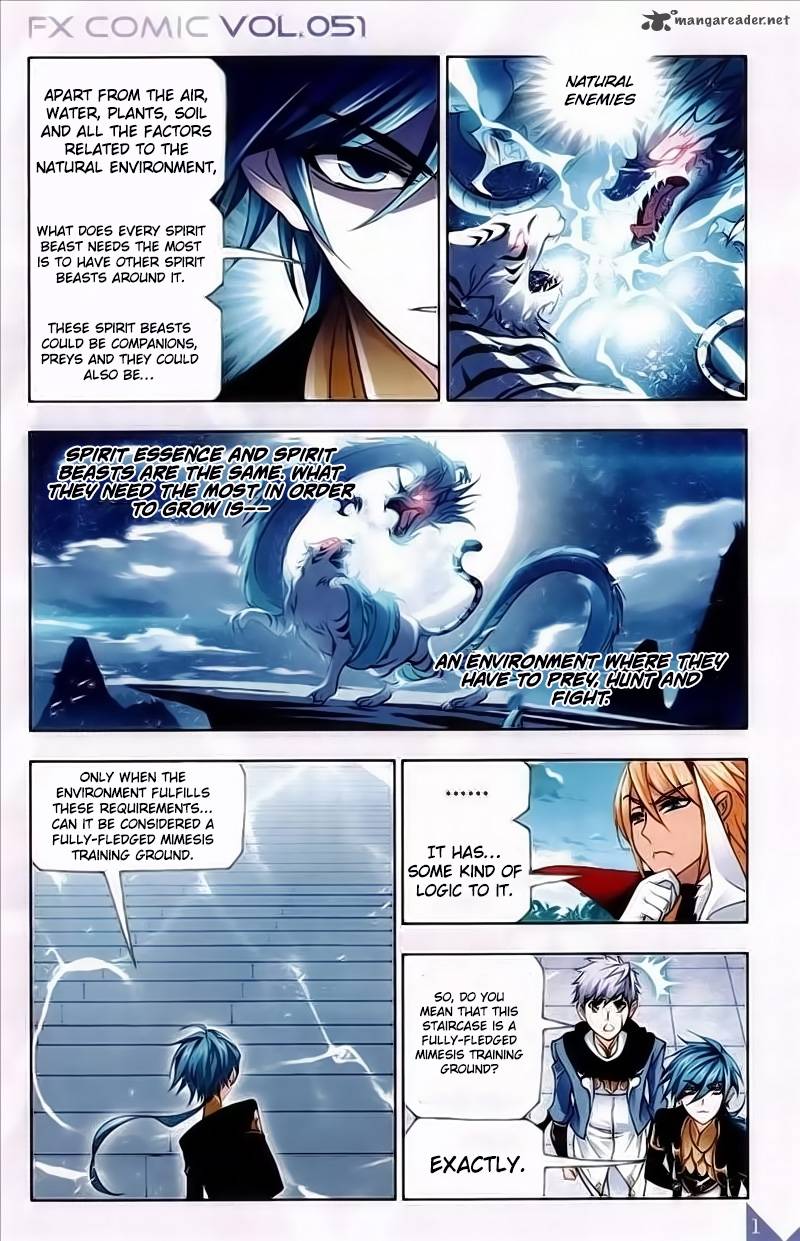 FX COMIC VOL.051
mangareader.net
APART FROM THE AIR,
WATER, PLANTS, SOIL
AND ALL THE FACTORS
RELATED TO THE
NATURAL ENVIRONMENT,
WHAT DOES EVERY SPIRIT
BEAST NEEDS THE MOST
IS TO HAVE OTHER SPIRIT
BEASTS AROUND IT.
THESE SPIRIT BEASTS
COULD BE COMPANIONS,
PREYS AND THEY COULD
ALSO BE...
NATURAL
ENEMIES
SPIRIT ESSENCE AND SPIRIT
BEASTS ARE THE SAME. WHAT
THEY NEED THE MOST IN ORDER
TO GROW IS--
AN ENVIRONMENT WHERE THEY
HAVE TO PREY, HUNT AND
FIGHT.
ONLY WHEN THE
ENVIRONMENT FULFILLS
THESE REQUIREMENTS...
CAN IT BE CONSIDERED A
FULLY-FLEDGED MIMESIS
TRAINING GROUND.
......
IT HAS...
SOME KIND OF
LOGIC TO IT.
SO, DO YOU
MEAN THAT THIS
STAIRCASE IS A
FULLY-FLEDGED
MIMESIS TRAINING
GROUND?
EXACTLY.
1